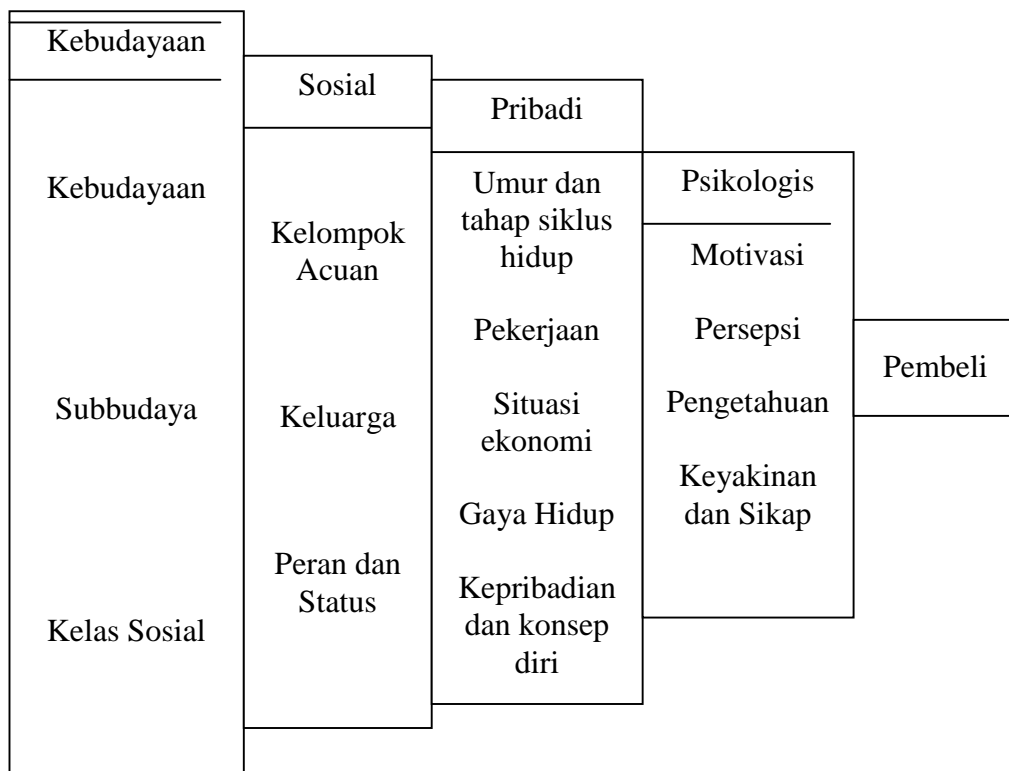 Kebudayaan
Kebudayaan
Subbudaya
Kelas Sosial
Sosial
Kelompok
Acuan
Keluarga
Peran dan
Status
Pribadi
Umur dan
tahap siklus
hidup
Pekerjaan
Situasi
ekonomi
Gaya Hidup
Kepribadian
dan konsep
diri
Psikologis
Motivasi
Persepsi
Pengetahuan
Keyakinan
dan Sikap
Pembeli